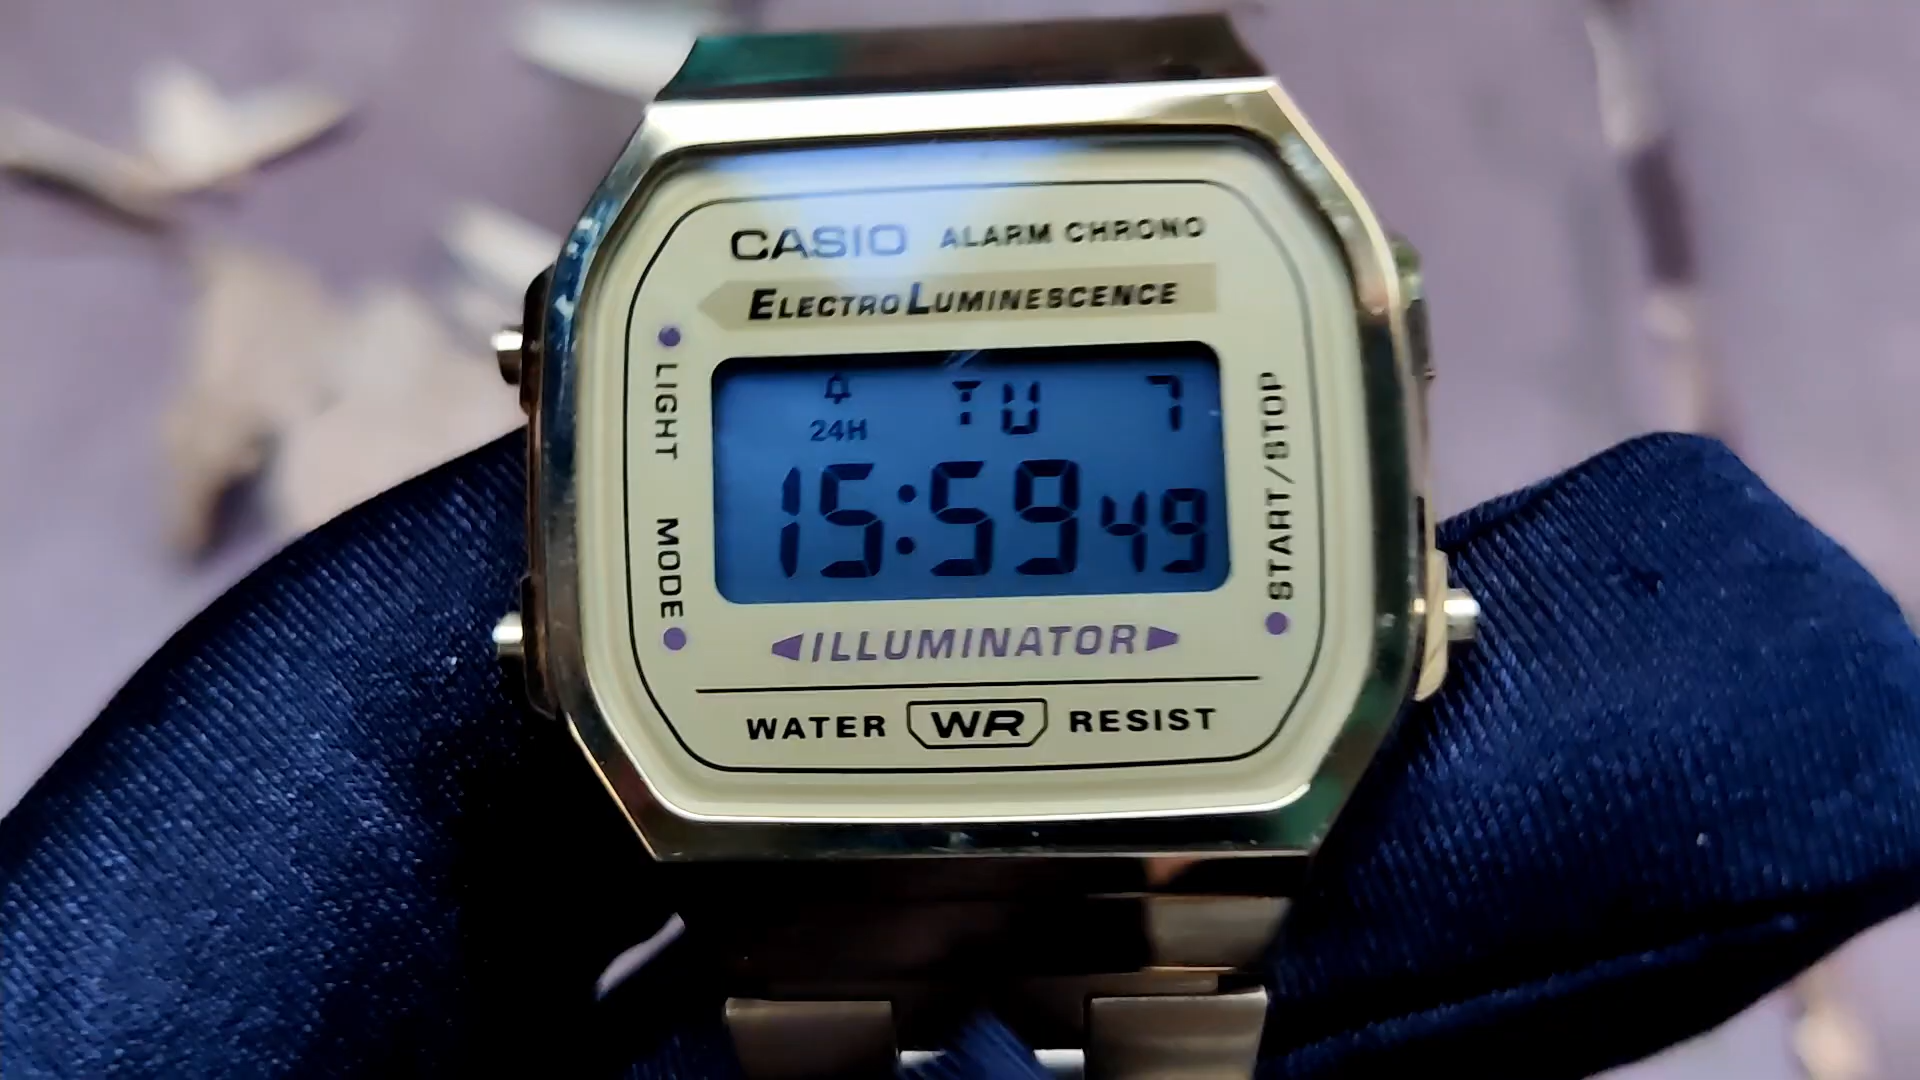 CASIO ALARM CHRONO
ELECTRO LUMINESCENCE
LIGHT
24H TU 7
15:59 49
MODE
START/STOP
ILLUMINATOR
WATER WR RESIST